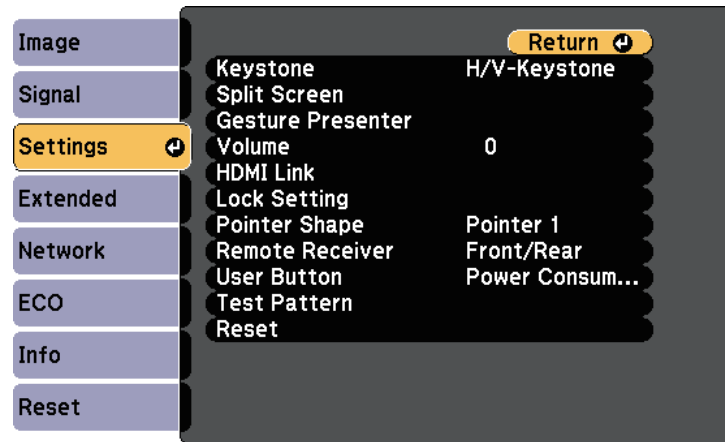 Image
Signal
Settings
Extended
Network
ECO
Info
Reset
Return
Keystone H/V-Keystone
Split Screen
Gesture Presenter
Volume 0
HDMI Link
Lock Setting
Pointer Shape Pointer 1
Remote Receiver Front/Rear
User Button Power Consum...
Test Pattern
Reset